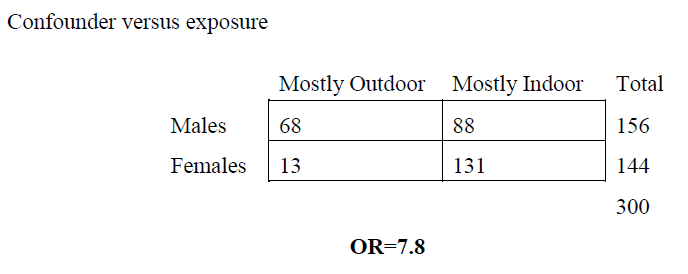 Confounder versus exposure
Mostly Outdoor Mostly Indoor Total
Males 68 88 156
Females 13 131 144
300
OR=7.8